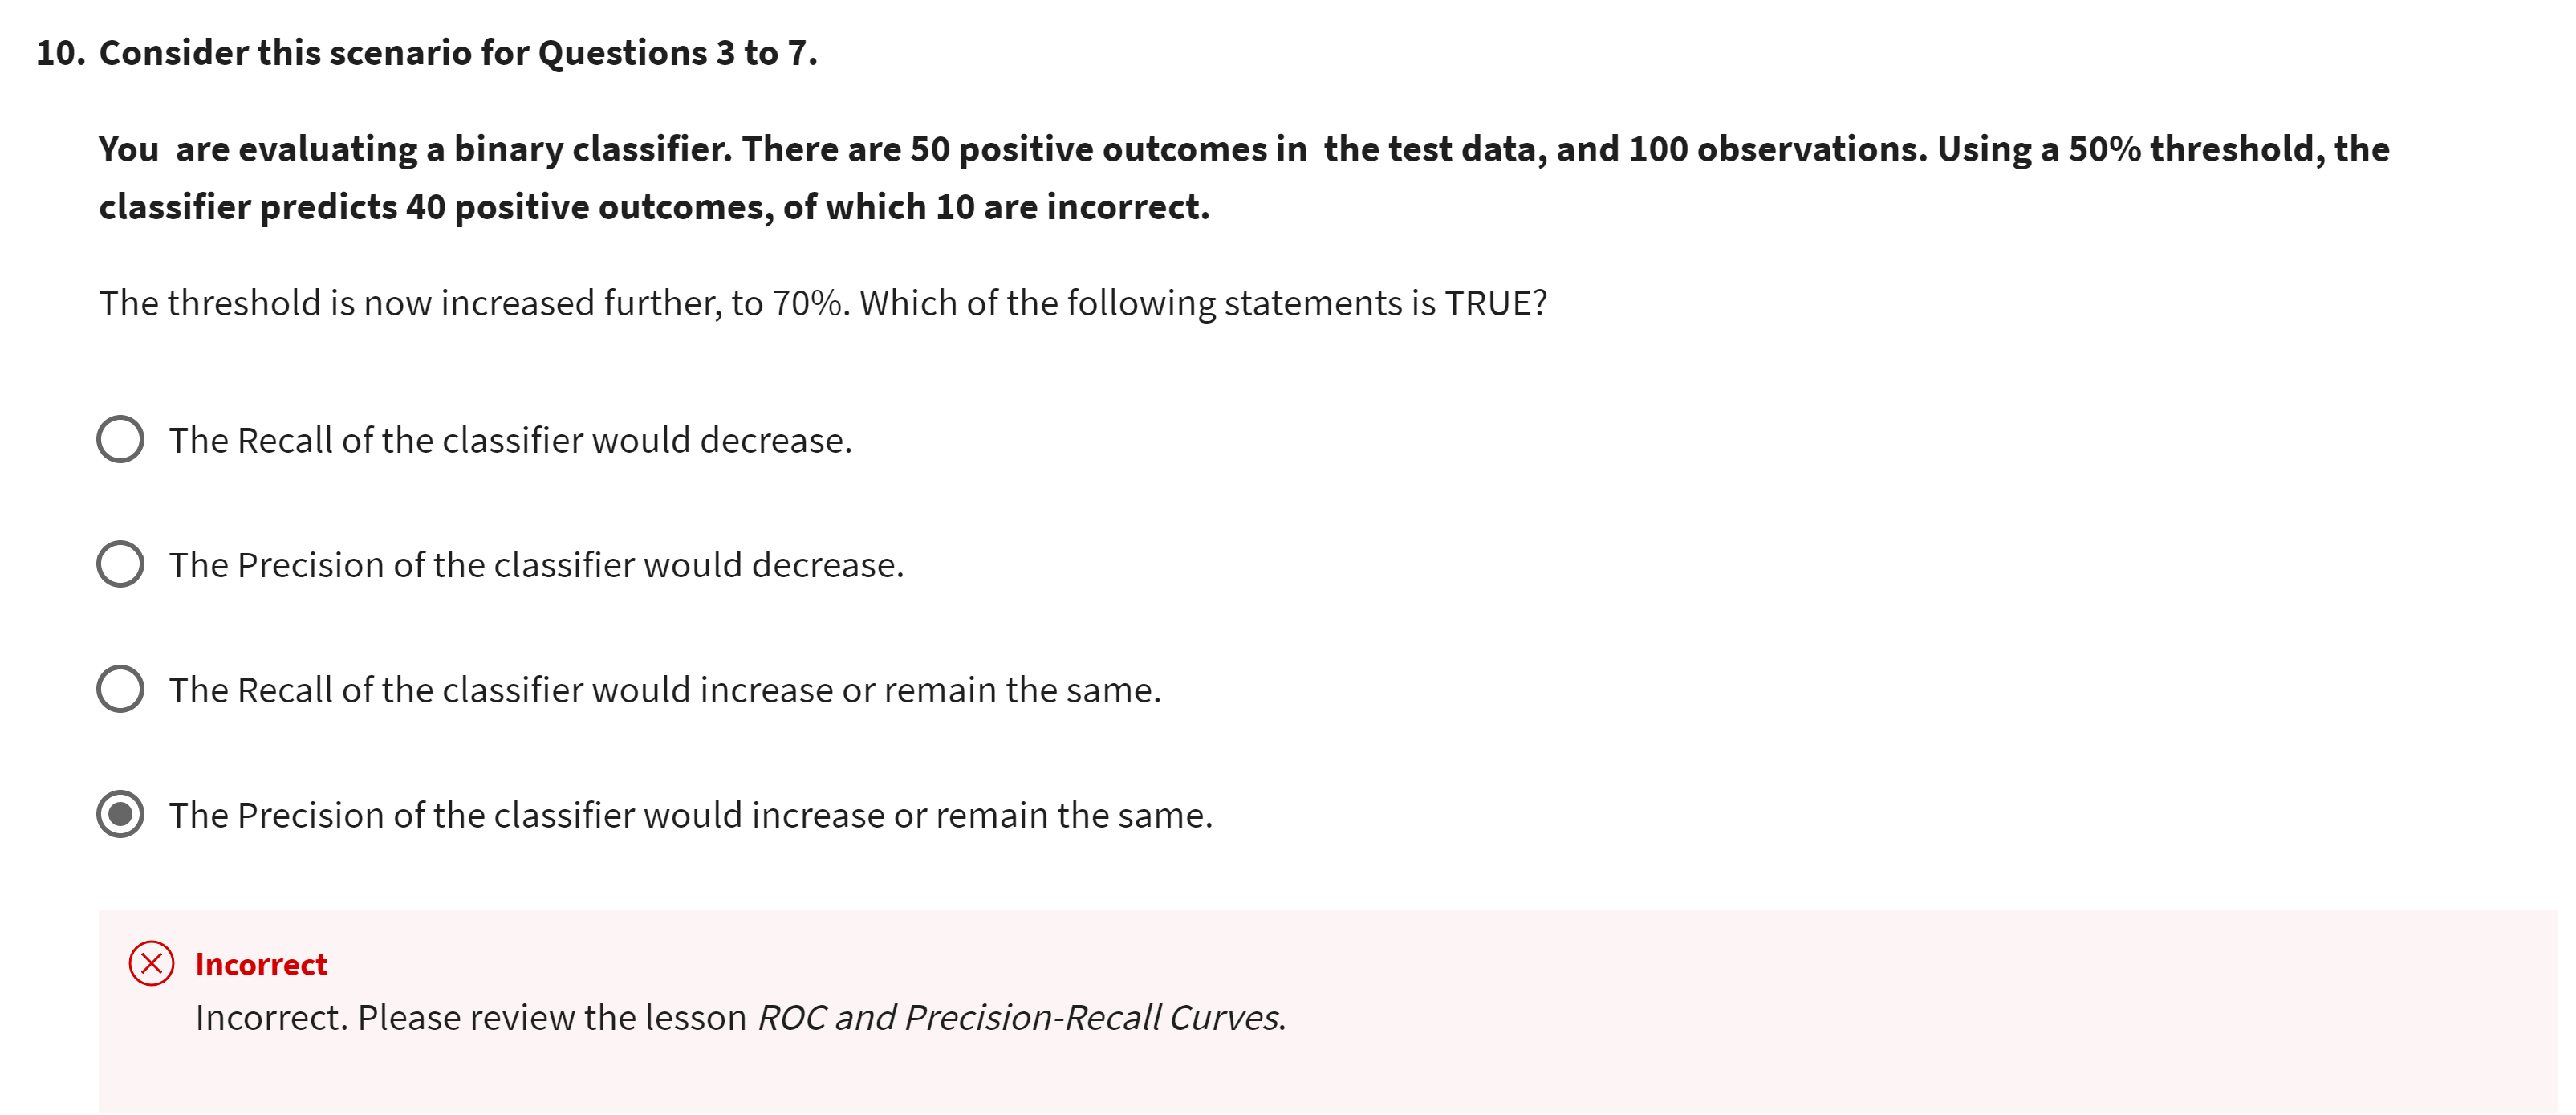 10. Consider this scenario for Questions 3 to 7.
You are evaluating a binary classifier. There are 50 positive outcomes in the test data, and 100 observations. Using a 50% threshold, the
classifier predicts 40 positive outcomes, of which 10 are incorrect.
The threshold is now increased further, to 70%. Which of the following statements is TRUE?
The Recall of the classifier would decrease.
The Precision of the classifier would decrease.
The Recall of the classifier would increase or remain the same.
The Precision of the classifier would increase or remain the same.
Incorrect
Incorrect. Please review the lesson ROC and Precision-Recall Curves.